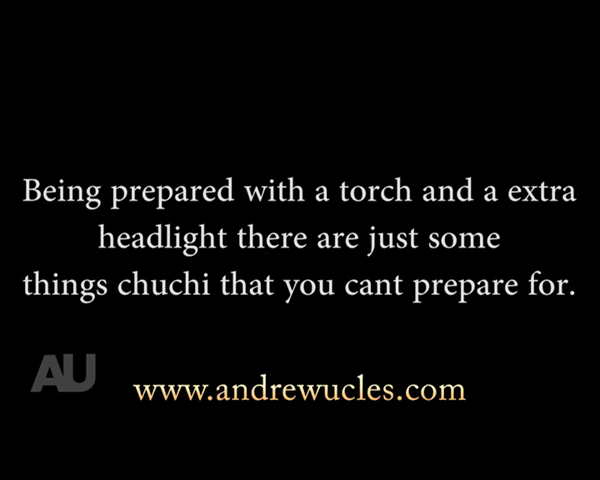 Being prepared with a torch and a extra
headlight there are just some
things chuchi that you cant prepare for.
AU
www.andrewucles.com